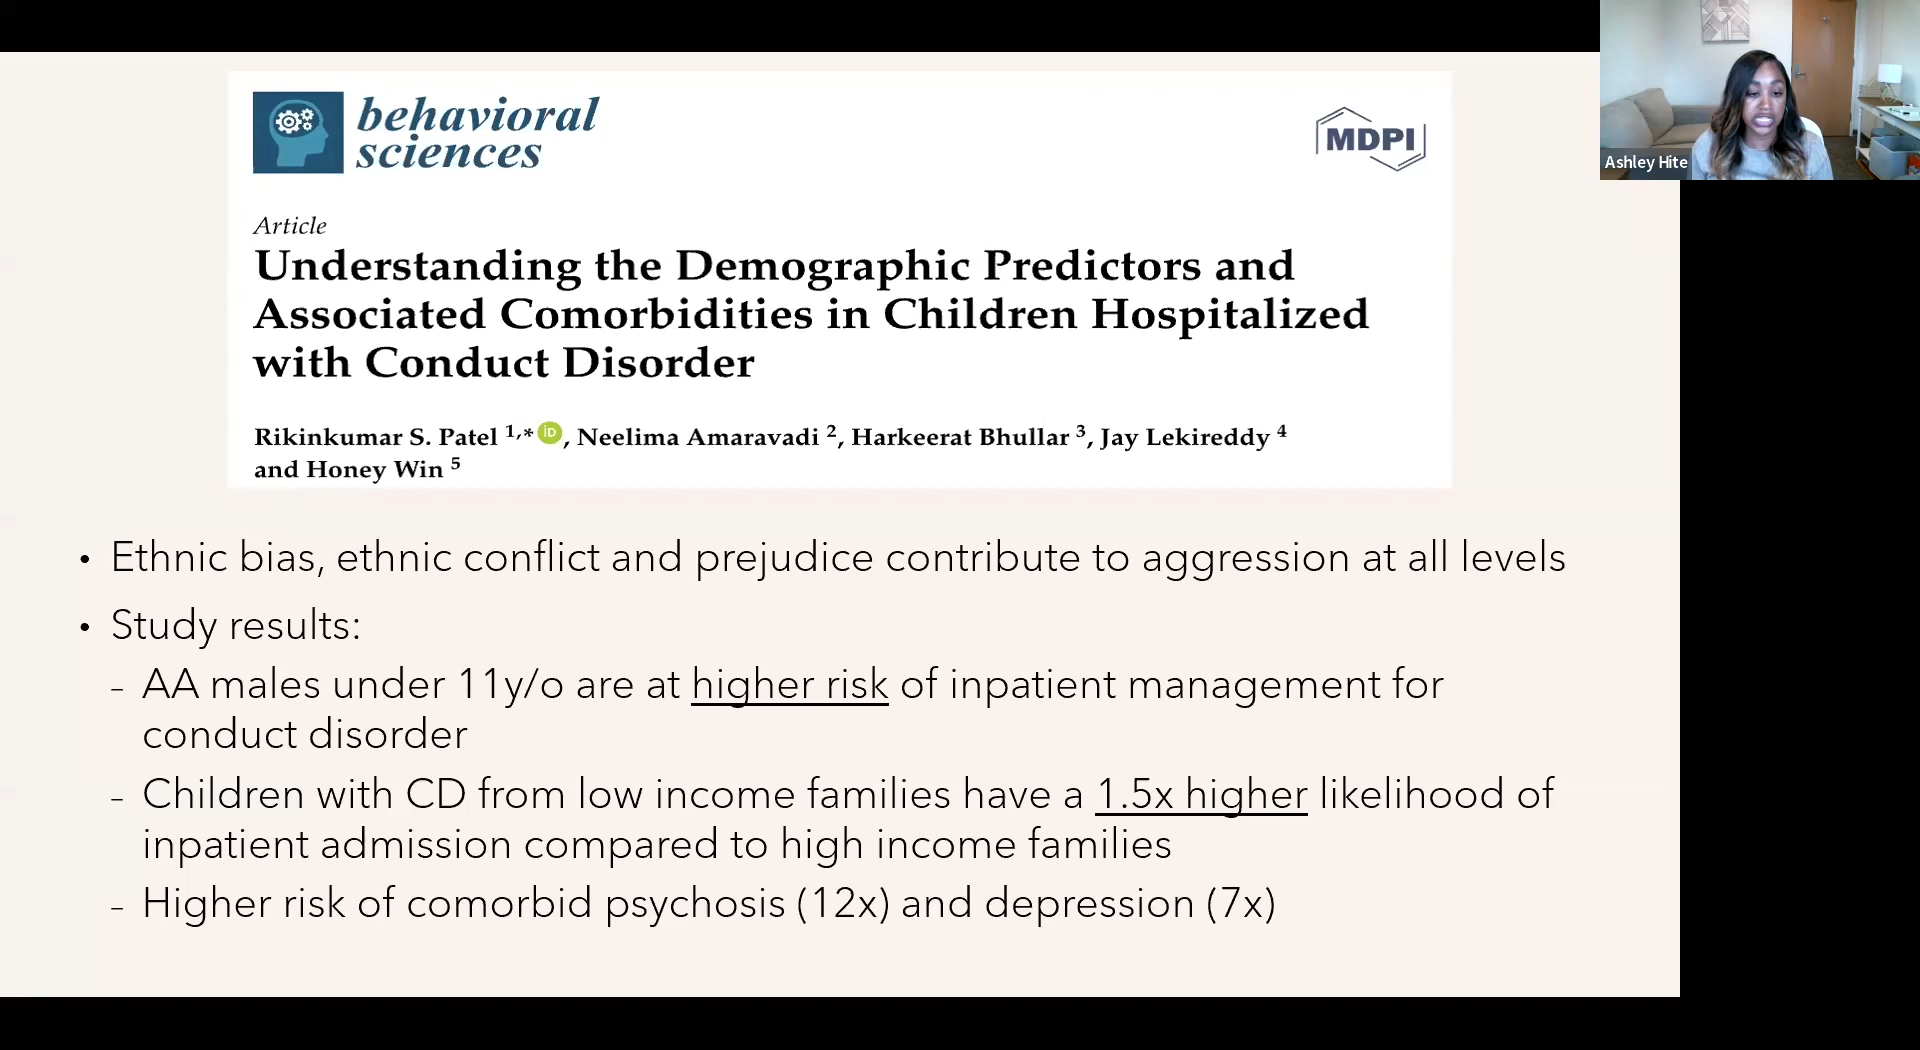 behavioral
sciences
MDPI
Article
Understanding the Demographic Predictors and
Associated Comorbidities in Children Hospitalized
with Conduct Disorder
Rikinkumar S. Patel 1,* iD, Neelima Amaravadi 2, Harkeerat Bhullar 3, Jay Lekireddy 4
and Honey Win 5
• Ethnic bias, ethnic conflict and prejudice contribute to aggression at all levels
• Study results:
– AA males under 11y/o are at higher risk of inpatient management for
conduct disorder
– Children with CD from low income families have a 1.5x higher likelihood of
inpatient admission compared to high income families
– Higher risk of comorbid psychosis (12x) and depression (7x)
Ashley Hite